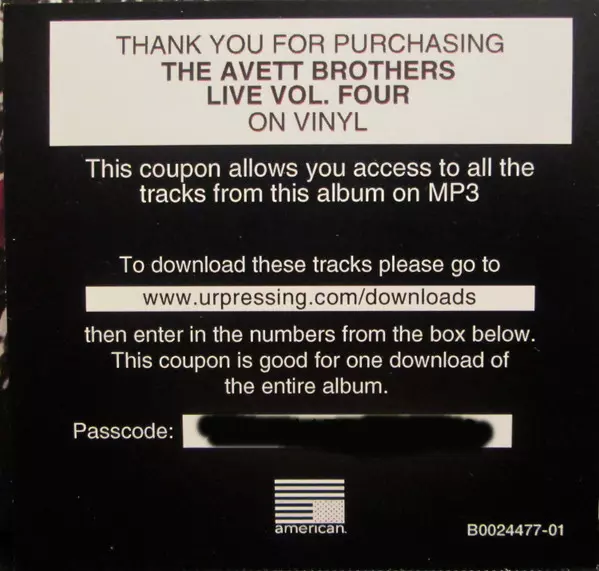 THANK YOU FOR PURCHASING
THE AVETT BROTHERS
LIVE VOL. FOUR
ON VINYL
This coupon allows you access to all the
tracks from this album on MP3
To download these tracks please go to
www.urpressing.com/downloads
then enter in the numbers from the box below.
This coupon is good for one download of
the entire album.
Passcode:
american.
B0024477-01